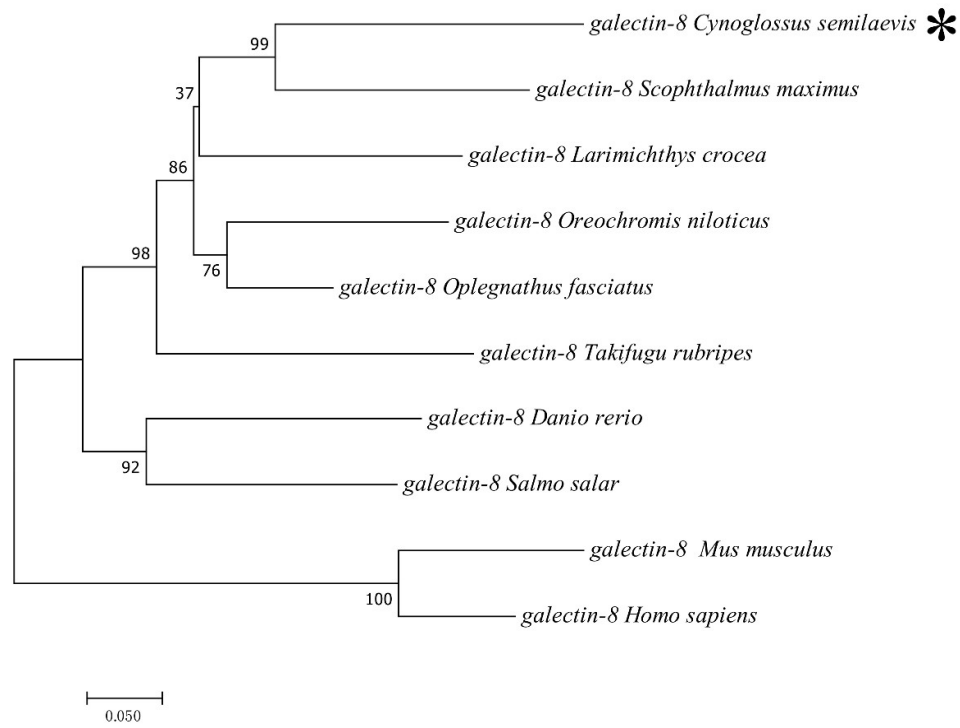 galectin-8 Cynoglossus semilaevis *
99
galectin-8 Scophthalmus maximus
37
galectin-8 Larimichthys crocea
86
galectin-8 Oreochromis niloticus
98
76
galectin-8 Oplegnathus fasciatus
galectin-8 Takifugu rubripes
galectin-8 Danio rerio
92
galectin-8 Salmo salar
galectin-8 Mus musculus
100
galectin-8 Homo sapiens
0.050